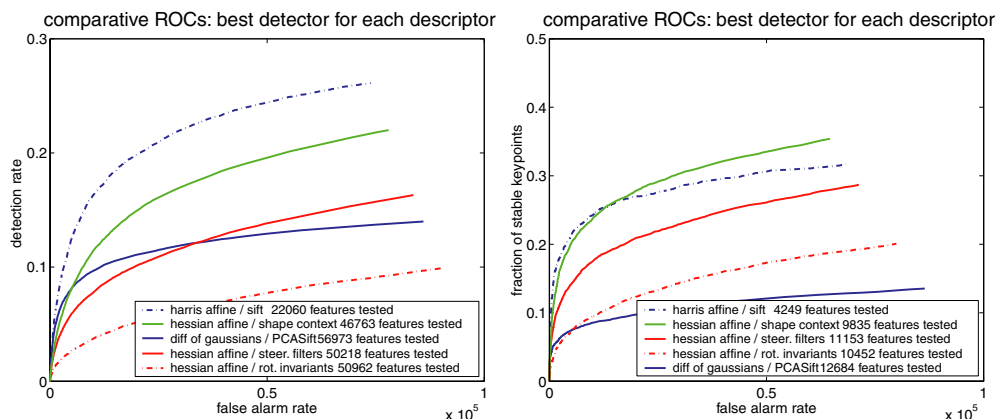 comparative ROCs: best detector for each descriptor
0.3
0.2
0.1
0
0
0.5
1
x 10^5
detection rate
false alarm rate
harris affine / sift 22060 features tested
hessian affine / shape context 46763 features tested
diff of gaussians / PCASift56973 features tested
hessian affine / steer. filters 50218 features tested
hessian affine / rot. invariants 50962 features tested
comparative ROCs: best detector for each descriptor
0.5
0.4
0.3
0.2
0.1
0
0
0.5
1
x 10^5
fraction of stable keypoints
false alarm rate
harris affine / sift 4249 features tested
hessian affine / shape context 9835 features tested
hessian affine / steer. filters 11153 features tested
hessian affine / rot. invariants 10452 features tested
diff of gaussians / PCASift12684 features tested